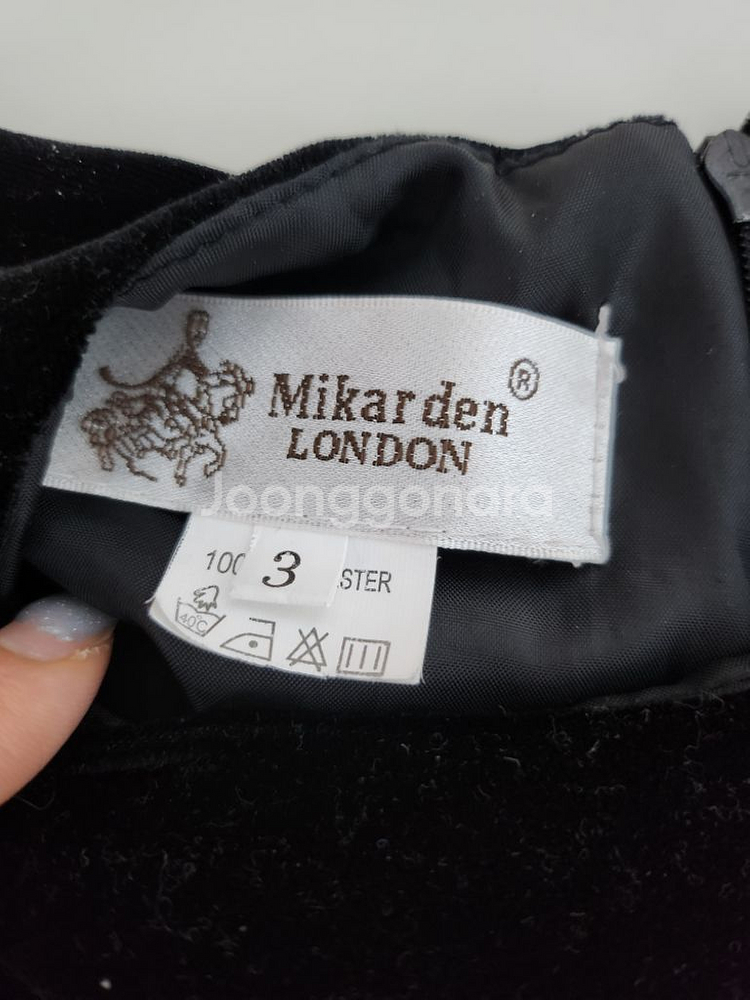 Mikarden ®
LONDON
Joonggonara
100 3 STER
40°C